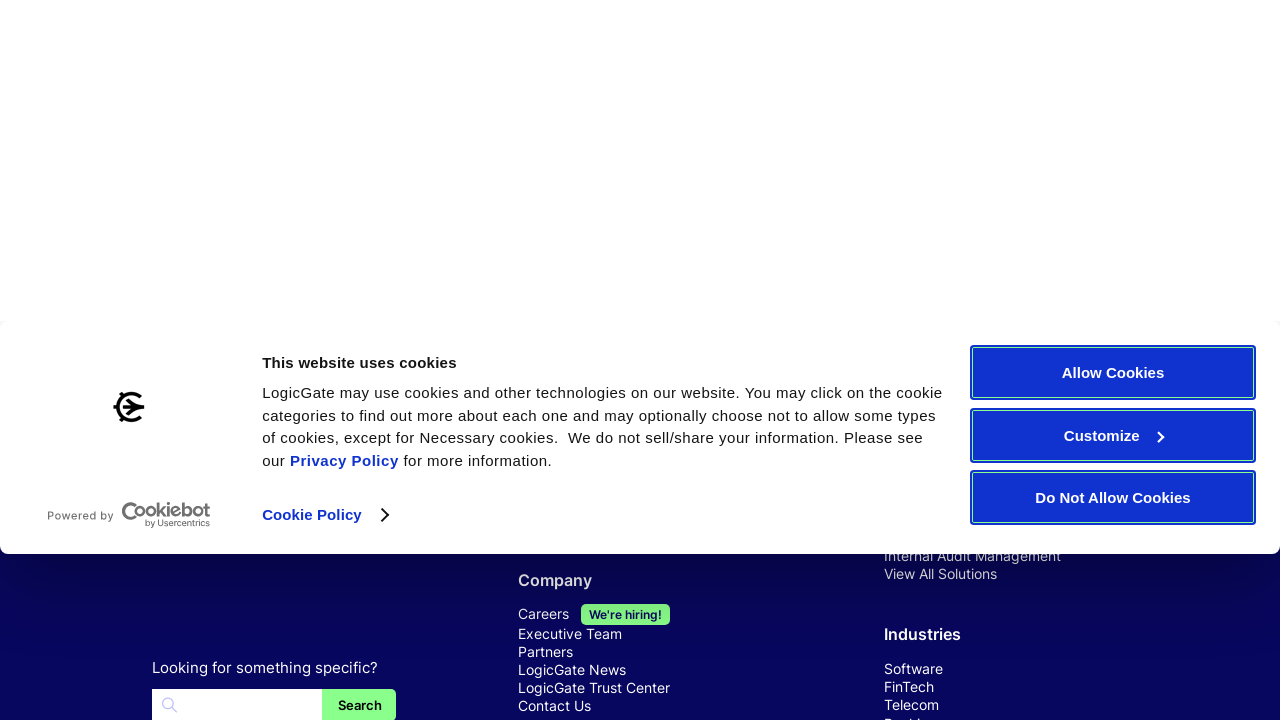 This website uses cookies
LogicGate may use cookies and other technologies on our website. You may click on the cookie
categories to find out more about each one and may optionally choose not to allow some types
of cookies, except for Necessary cookies.  We do not sell/share your information. Please see
our Privacy Policy for more information.
Cookie Policy
Powered by Cookiebot
by Usercentrics
Allow Cookies
Customize
Do Not Allow Cookies
Looking for something specific?
Search
Company
Careers We're hiring!
Executive Team
Partners
LogicGate News
LogicGate Trust Center
Contact Us
Internal Audit Management
View All Solutions
Industries
Software
FinTech
Telecom